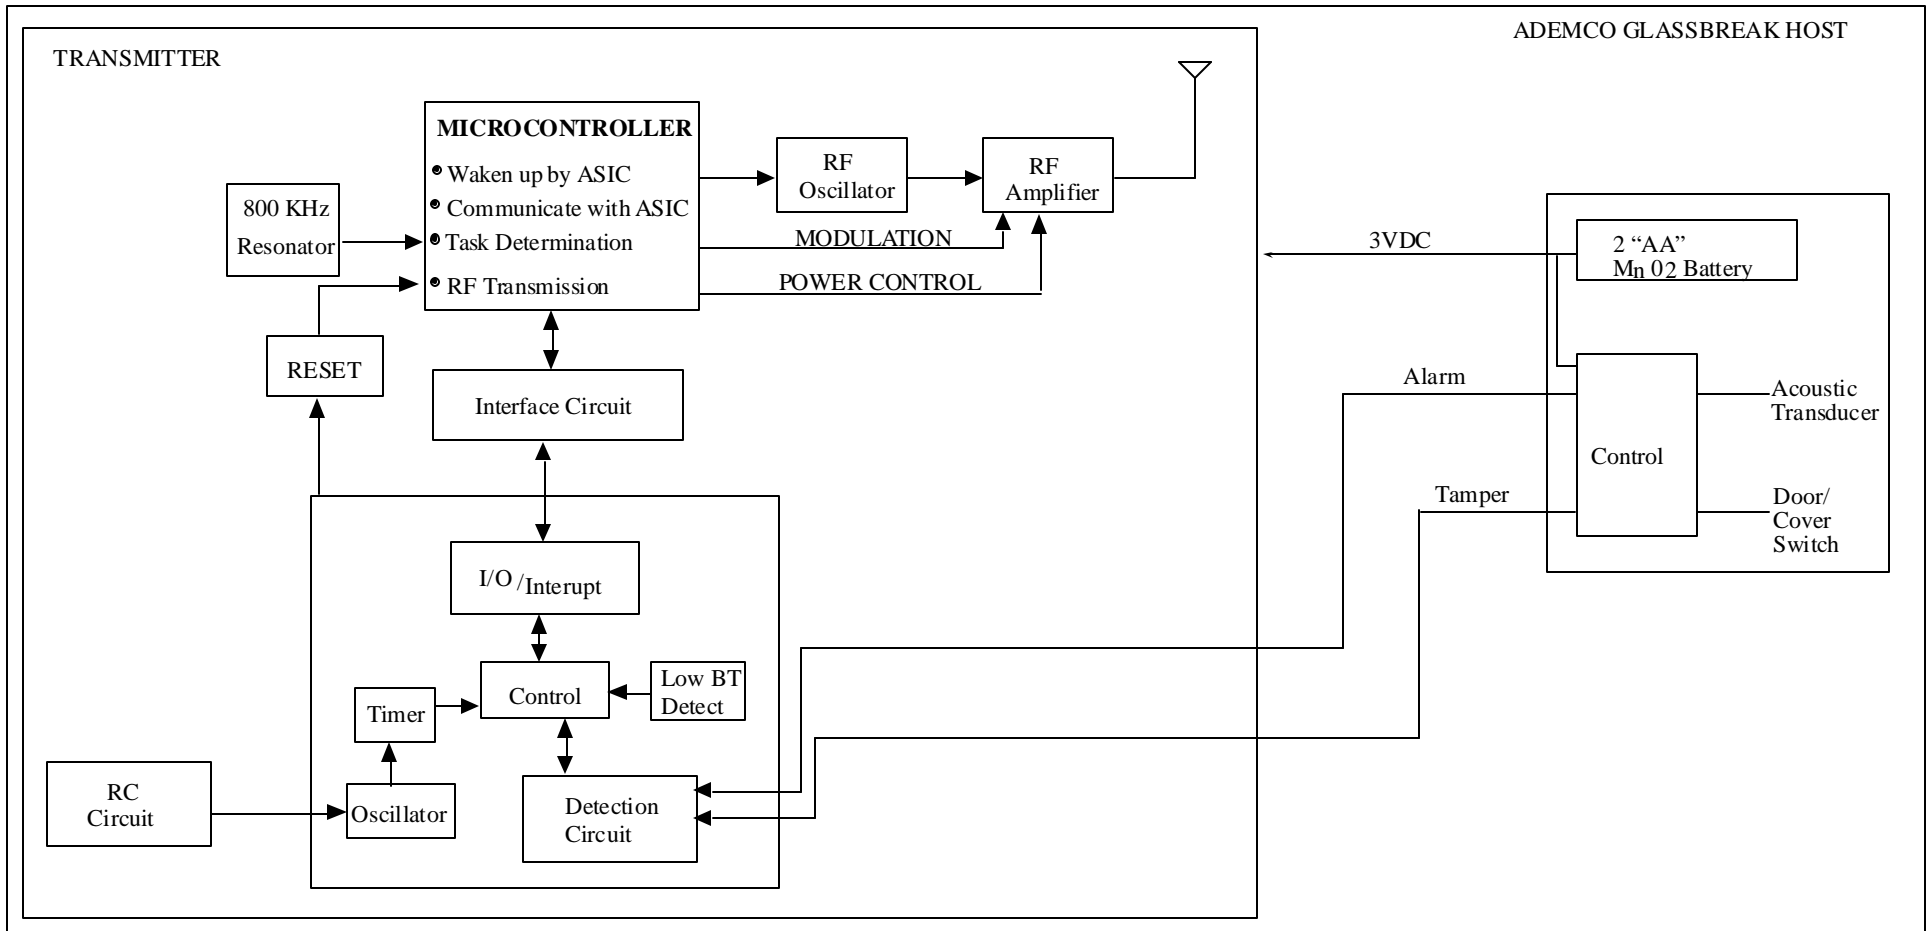 ADEMCO GLASSBREAK HOST
TRANSMITTER
MICROCONTROLLER
Waken up by ASIC
Communicate with ASIC
Task Determination
RF Transmission
800 KHz
Resonator
RESET
RF
Oscillator
RF
Amplifier
MODULATION
POWER CONTROL
Interface Circuit
I/O /Interupt
Control
Low BT
Detect
Timer
Oscillator
RC
Circuit
Detection
Circuit
3VDC
2 “AA”
Mn 02 Battery
Alarm
Tamper
Control
Acoustic
Transducer
Door/
Cover
Switch